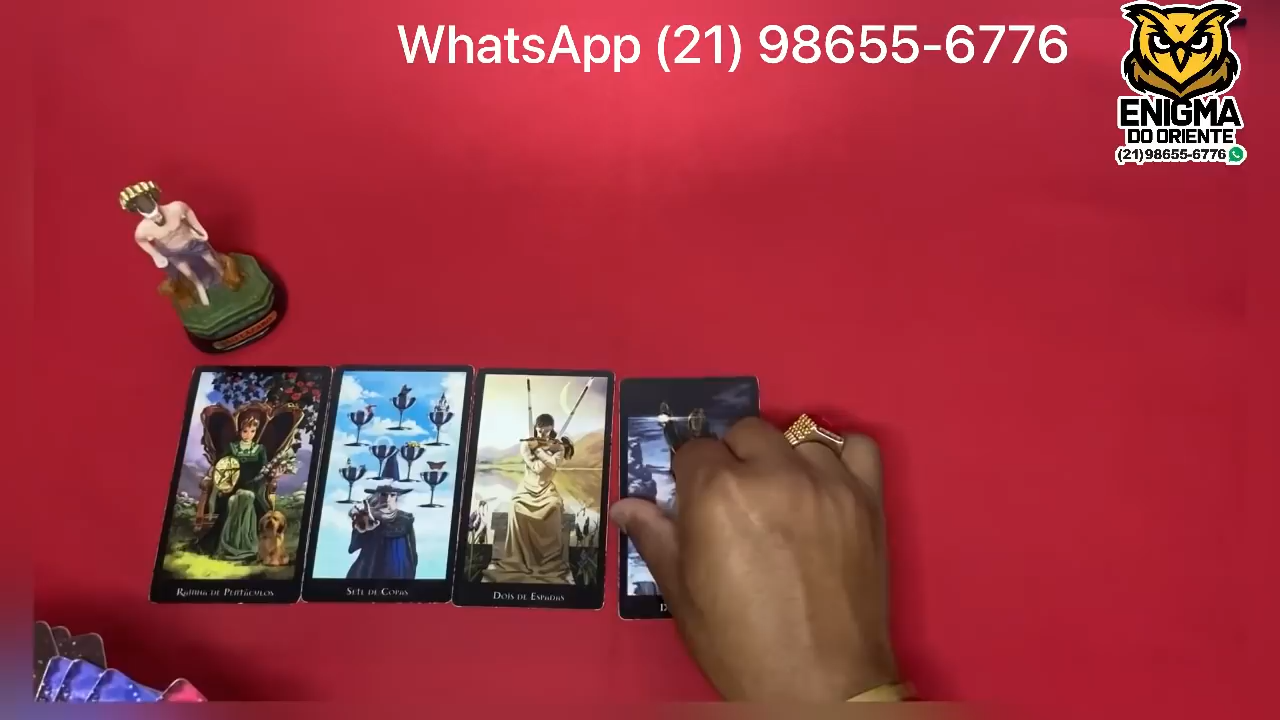 WhatsApp (21) 98655-6776
ENIGMA
DO ORIENTE
(21)98655-6776
Rainha de Pentáculos
Sete de Copas
Dois de Espadas